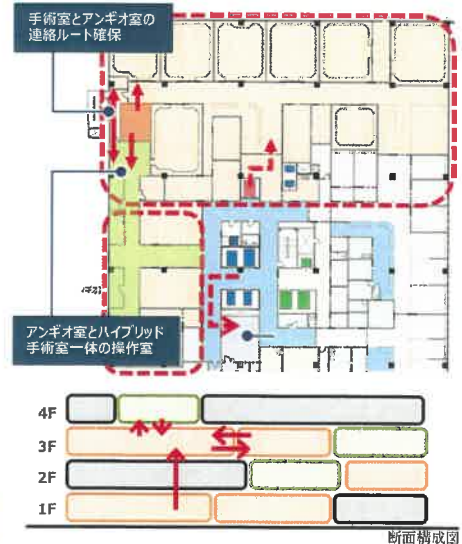 手術室とアンギオ室の
連絡ルート確保
アンギオ室とハイブリッド
手術室一体の操作室
4F
3F
2F
1F
断面構成図